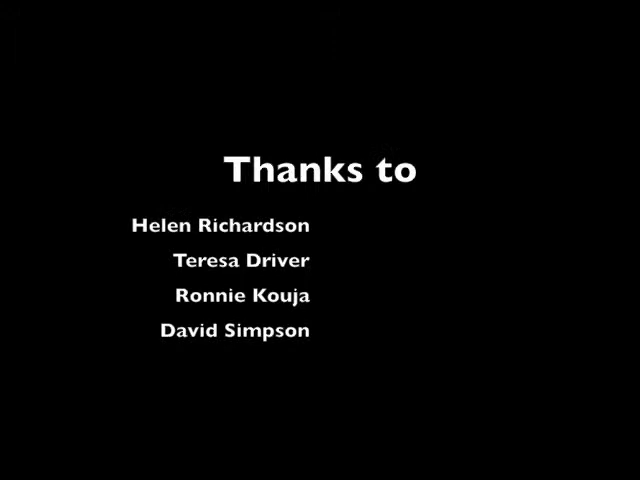 Thanks to
Helen Richardson
Teresa Driver
Ronnie Kouja
David Simpson